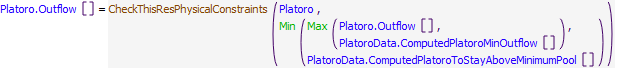 Platoro.Outflow [] = CheckThisResPhysicalConstraints ( Platoro ,
Min ( Max ( Platoro.Outflow [] ,
PlatoroData.ComputedPlatoroMinOutflow [] ) ,
PlatoroData.ComputedPlatoroToStayAboveMinimumPool [] ) )